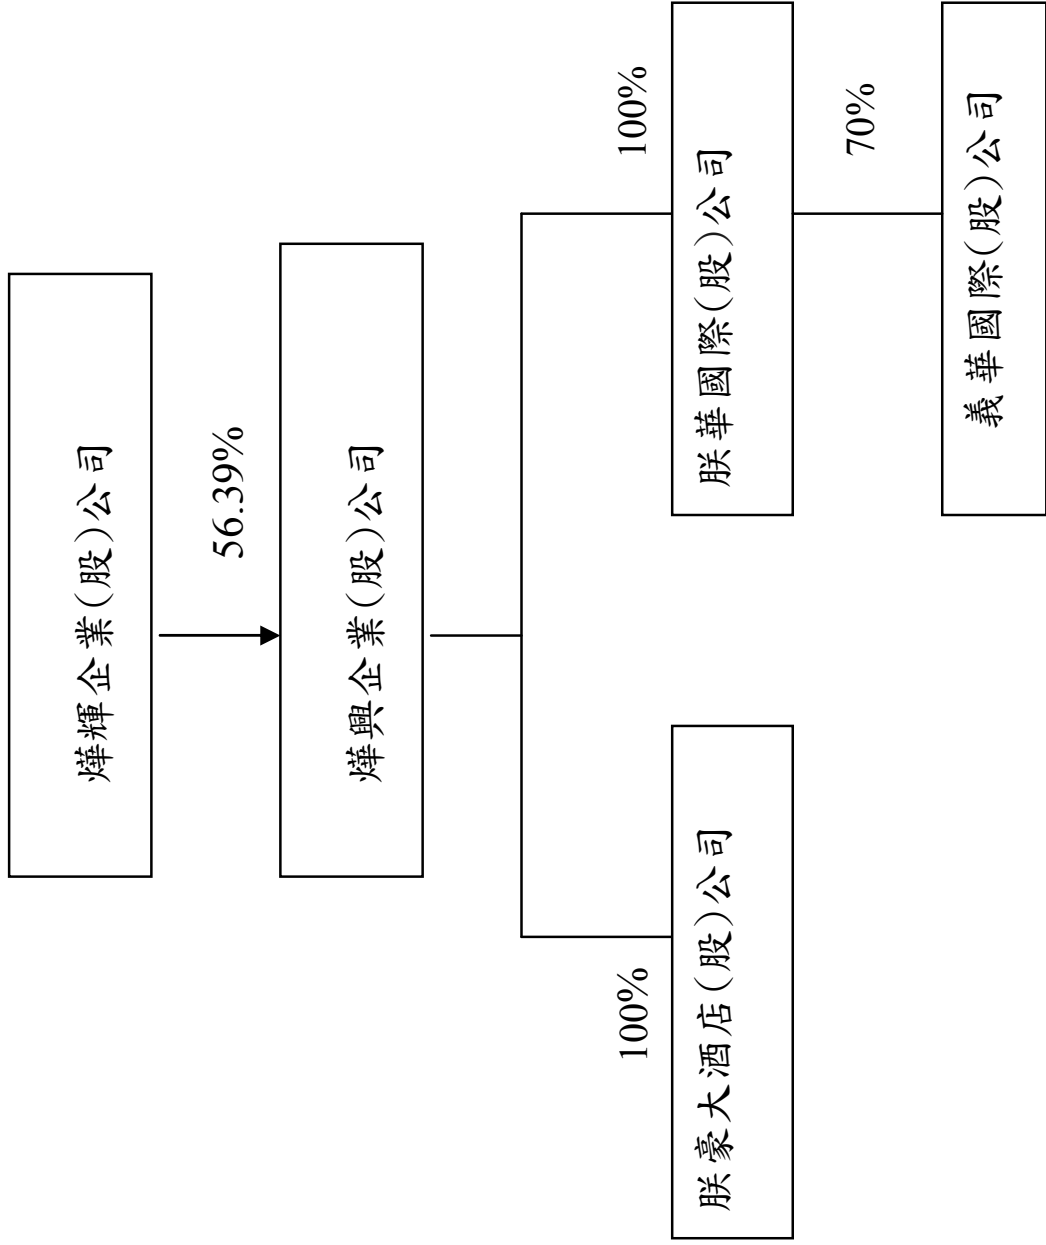 燁輝企業(股)公司
56.39%
燁興企業(股)公司
100%
100%
朕豪大酒店(股)公司
朕華國際(股)公司
70%
義華國際(股)公司